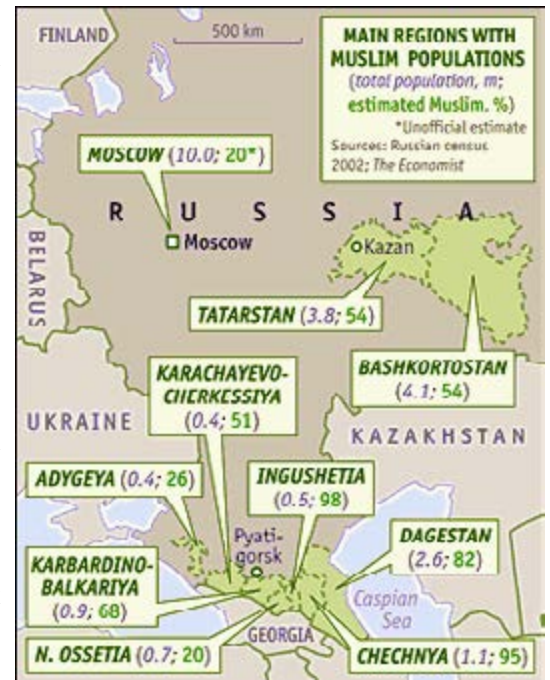 FINLAND
500 km
MAIN REGIONS WITH
MUSLIM POPULATIONS
(total population, m;
estimated Muslim. %)
*Unofficial estimate
Sources: Russian census
2002; The Economist
MOSCOW (10.0; 20*)
R U S S I A
Moscow
Kazan
BELARUS
TATARSTAN (3.8; 54)
BASHKORTOSTAN
(4.1; 54)
KARACHAYEVO-
CHERKESSIYA
(0.4; 51)
UKRAINE
KAZAKHSTAN
ADYGEYA (0.4; 26)
INGUSHETIA
(0.5; 98)
Pyati-
gorsk
DAGESTAN
(2.6; 82)
KARBARDINO-
BALKARIYA
(0.9; 68)
Caspian
Sea
GEORGIA
N. OSSETIA (0.7; 20)
CHECHNYA (1.1; 95)